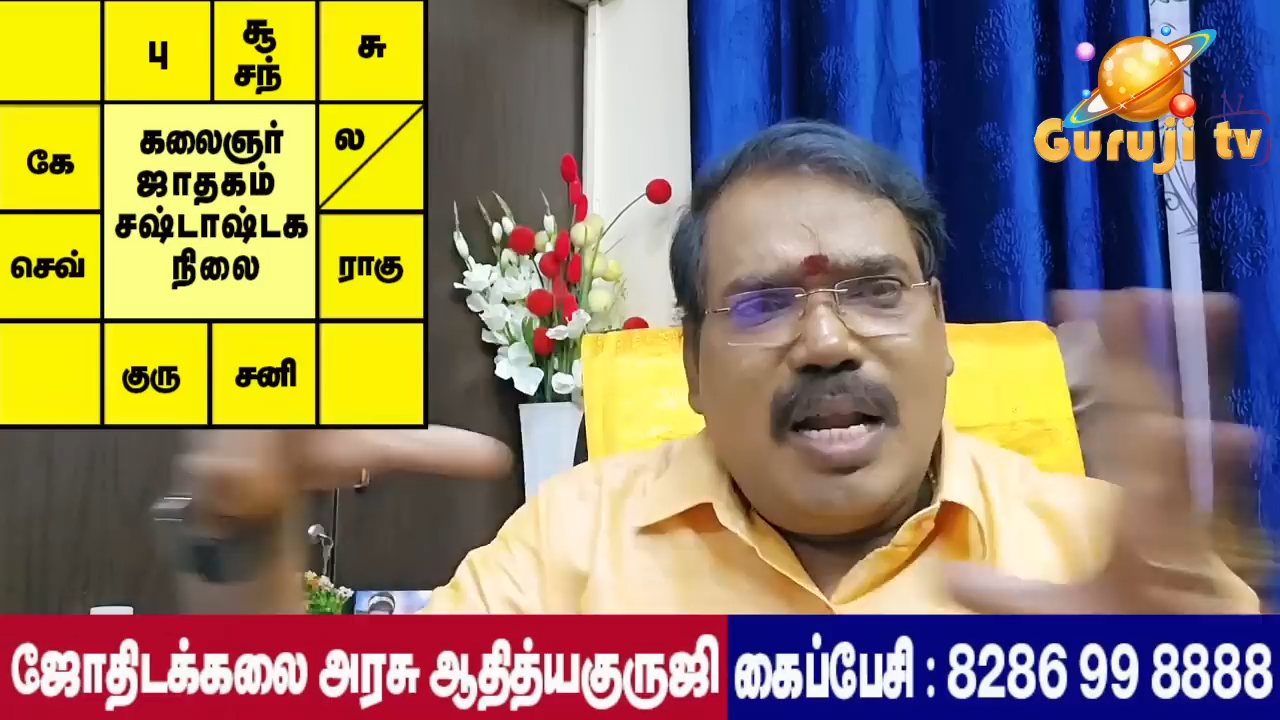 பு
சூ
சந்
சு
கே
கலைஞர்
ஜாதகம்
சஷ்டாஷ்டக
நிலை
ல
செவ்
ராகு
குரு
சனி
Guruji tv
ஜோதிடக்கலை அரசு ஆதித்யகுருஜி
கைப்பேசி : 8286 99 8888